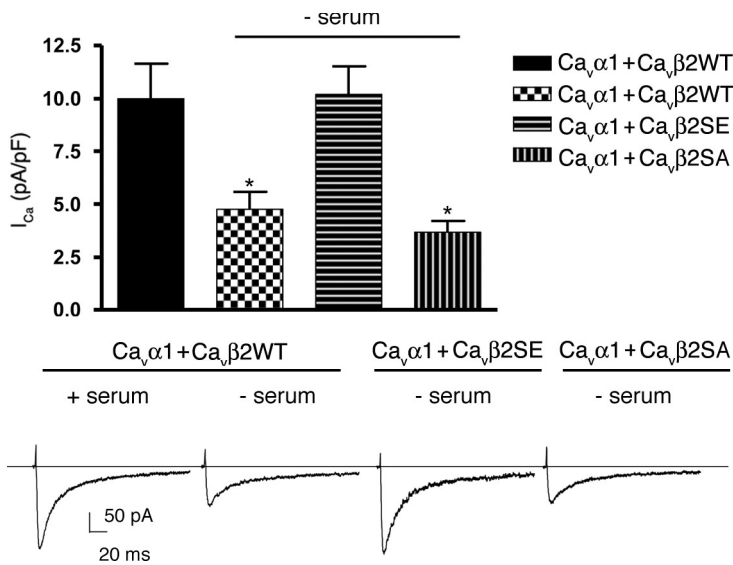 - serum
12.5
10.0
7.5
5.0
2.5
0.0
I_Ca (pA/pF)
*
*
Caᵥα1+Caᵥβ2WT
Caᵥα1+Caᵥβ2WT
Caᵥα1+Caᵥβ2SE
Caᵥα1+Caᵥβ2SA
Caᵥα1+Caᵥβ2WT Caᵥα1+Caᵥβ2SE Caᵥα1+Caᵥβ2SA
+ serum - serum - serum - serum
50 pA
20 ms